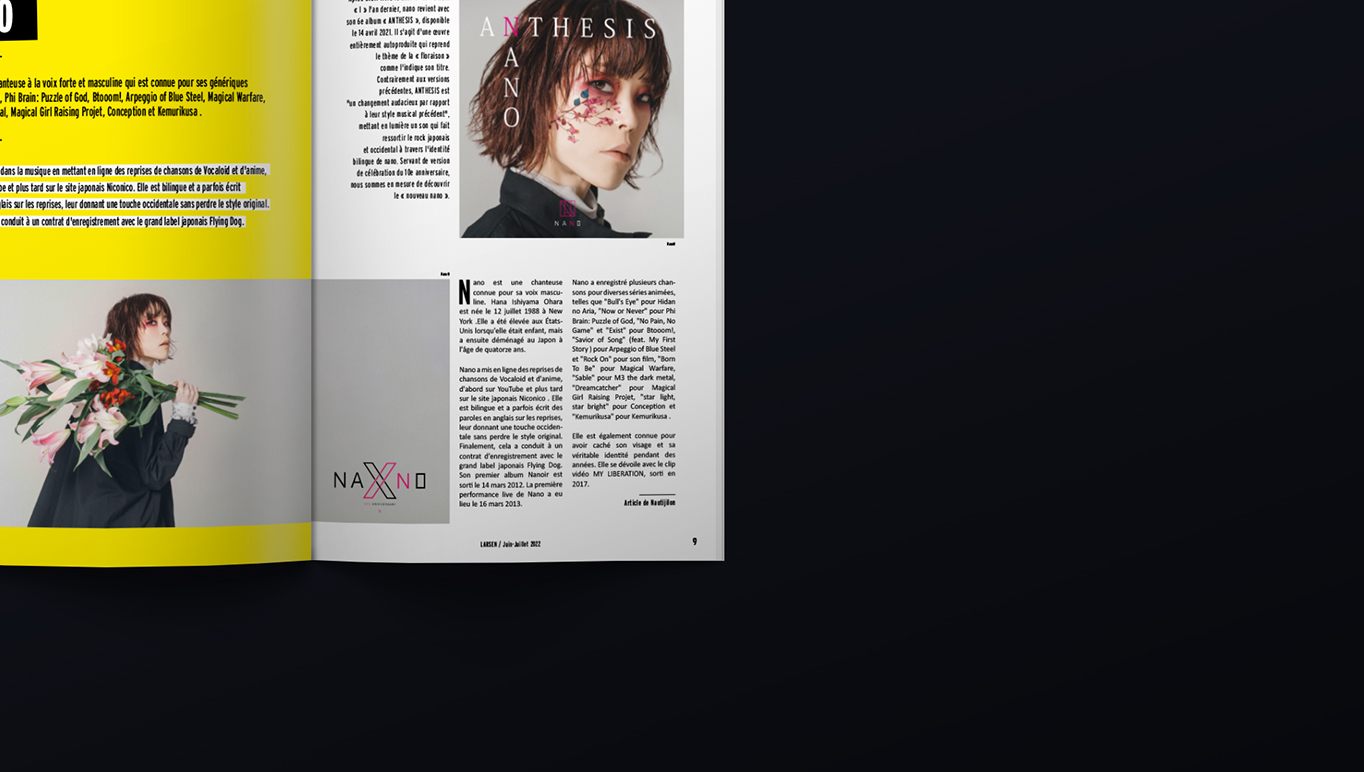 O
anteuse à la voix forte et masculine qui est connue pour ses génériques
, Phi Brain: Puzzle of God, Btooom!, Arpeggio of Blue Steel, Magical Warfare,
al, Magical Girl Raising Projet, Conception et Kemurikusa .
dans la musique en mettant en ligne des reprises de chansons de Vocaloid et d'anime,
be et plus tard sur le site japonais Niconico. Elle est bilingue et a parfois écrit
glais sur les reprises, leur donnant une touche occidentale sans perdre le style original.
conduit à un contrat d'enregistrement avec le grand label japonais Flying Dog.
« I » l'an dernier, nano revient avec
son 6e album « ANTHESIS », disponible
le 14 avril 2021. Il s'agit d'une œuvre
entièrement autoproduite qui reprend
le thème de la « floraison »
comme l'indique son titre.
Contrairement aux versions
précédentes, ANTHESIS est
"un changement audacieux par rapport
à leur style musical précédent",
mettant en lumière un son qui fait
ressortir le rock japonais
et occidental à travers l'identité
bilingue de nano. Servant de version
de célébration du 10e anniversaire,
nous sommes en mesure de découvrir
le « nouveau nano ».
ANTHESIS
A
N
O
NANO
NANO
Nano est une chanteuse
connue pour sa voix mascu-
line. Hana Ishiyama Ohara
est née le 12 juillet 1988 à New
York .Elle a été élevée aux États-
Unis lorsqu'elle était enfant, mais
a ensuite déménagé au Japon à
l'âge de quatorze ans.
Nano a mis en ligne des reprises de
chansons de Vocaloid et d'anime,
d'abord sur YouTube et plus tard
sur le site japonais Niconico . Elle
est bilingue et a parfois écrit des
paroles en anglais sur les reprises,
leur donnant une touche occiden-
tale sans perdre le style original.
Finalement, cela a conduit à un
contrat d'enregistrement avec le
grand label japonais Flying Dog.
Son premier album Nanoir est
sorti le 14 mars 2012. La première
performance live de Nano a eu
lieu le 16 mars 2013.
Nano a enregistré plusieurs chan-
sons pour diverses séries animées,
telles que "Bull's Eye" pour Hidan
no Aria, "Now or Never" pour Phi
Brain: Puzzle of God, "No Pain, No
Game" et "Exist" pour Btooom!,
"Savior of Song" (feat. My First
Story ) pour Arpeggio of Blue Steel
et "Rock On" pour son film, "Born
To Be" pour Magical Warfare,
"Sable" pour M3 the dark metal,
"Dreamcatcher" pour Magical
Girl Raising Projet, "star light,
star bright" pour Conception et
"Kemurikusa" pour Kemurikusa .
Elle est également connue pour
avoir caché son visage et sa
véritable identité pendant des
années. Elle se dévoile avec le clip
vidéo MY LIBERATION, sorti en
2017.
Article de Nautijilon
LARSEN / Juin-Juillet 2022
9